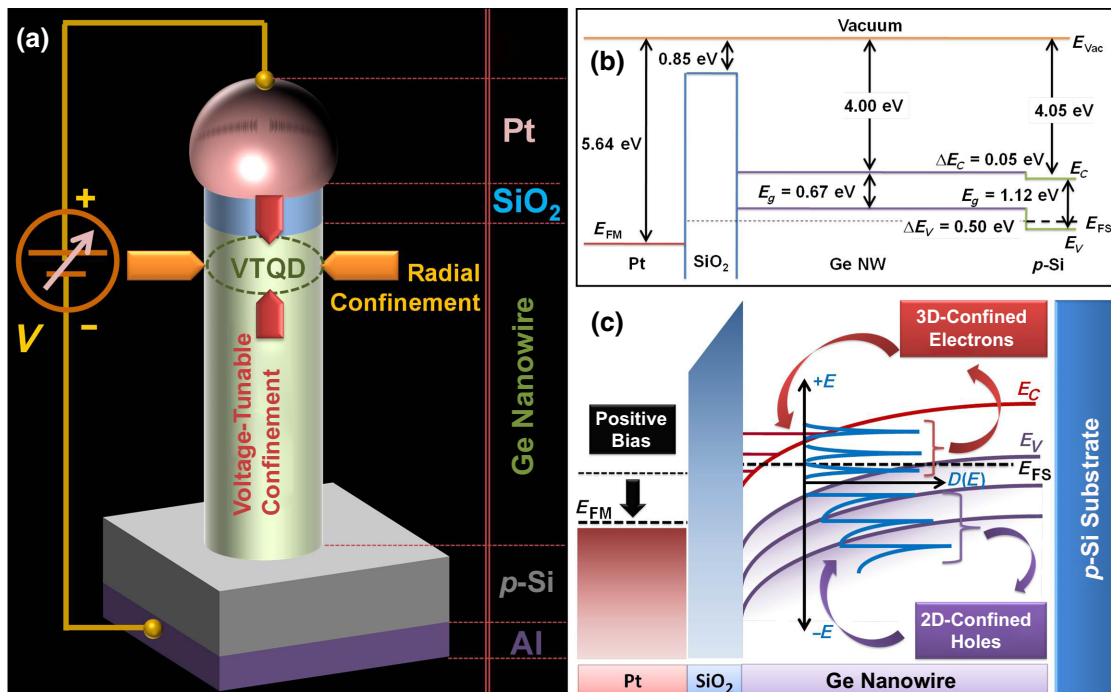 (a)
Pt
SiO2
VTQD
Radial
Confinement
+
V
−
Voltage-Tunable
Confinement
Ge Nanowire
p-Si
Al
(b)
Vacuum
EVac
0.85 eV
5.64 eV
4.00 eV
4.05 eV
ΔEC = 0.05 eV
EC
Eg = 0.67 eV
Eg = 1.12 eV
EFM
ΔEV = 0.50 eV
EFS
EV
Pt
SiO2
Ge NW
p-Si
(c)
3D-Confined
Electrons
+E
EC
Positive
Bias
EV
EFS
D(E)
EFM
−E
2D-Confined
Holes
p-Si Substrate
Pt
SiO2
Ge Nanowire